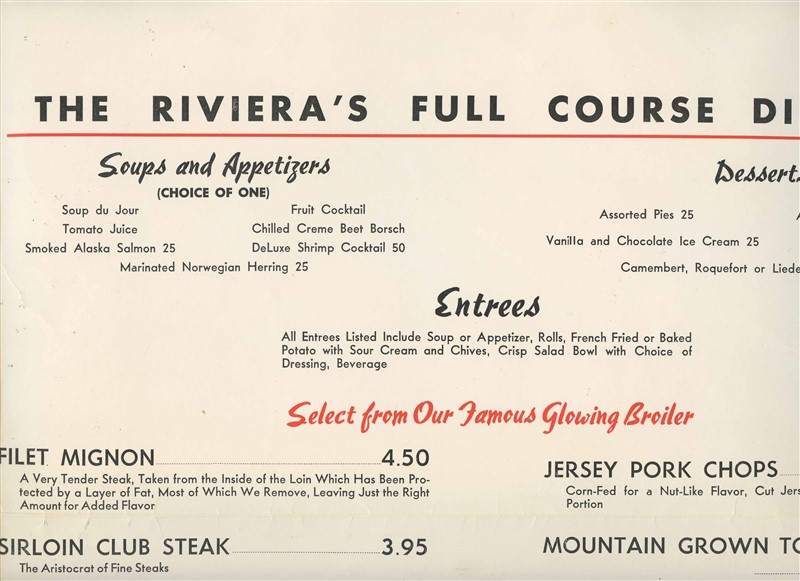 THE RIVIERA'S FULL COURSE DI
Soups and Appetizers
(CHOICE OF ONE)
Soup du Jour Fruit Cocktail
Tomato Juice Chilled Creme Beet Borsch
Smoked Alaska Salmon 25 DeLuxe Shrimp Cocktail 50
Marinated Norwegian Herring 25
Desserts
Assorted Pies 25
Vanilla and Chocolate Ice Cream 25
Camembert, Roquefort or Liede
Entrees
All Entrees Listed Include Soup or Appetizer, Rolls, French Fried or Baked
Potato with Sour Cream and Chives, Crisp Salad Bowl with Choice of
Dressing, Beverage
Select from Our Famous Glowing Broiler
FILET MIGNON 4.50
A Very Tender Steak, Taken from the Inside of the Loin Which Has Been Pro-
tected by a Layer of Fat, Most of Which We Remove, Leaving Just the Right
Amount for Added Flavor
SIRLOIN CLUB STEAK 3.95
The Aristocrat of Fine Steaks
JERSEY PORK CHOPS
Corn-Fed for a Nut-Like Flavor, Cut Jers
Portion
MOUNTAIN GROWN TO